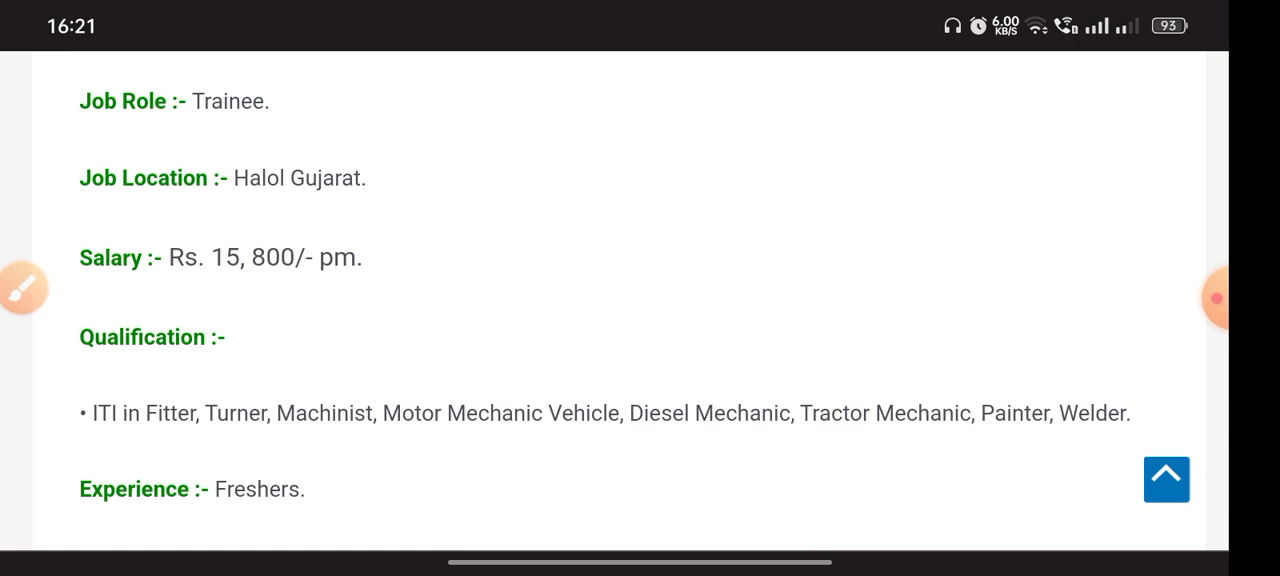 16:21
6.00
KB/S
93
Job Role :- Trainee.
Job Location :- Halol Gujarat.
Salary :- Rs. 15, 800/- pm.
Qualification :-
• ITI in Fitter, Turner, Machinist, Motor Mechanic Vehicle, Diesel Mechanic, Tractor Mechanic, Painter, Welder.
Experience :- Freshers.